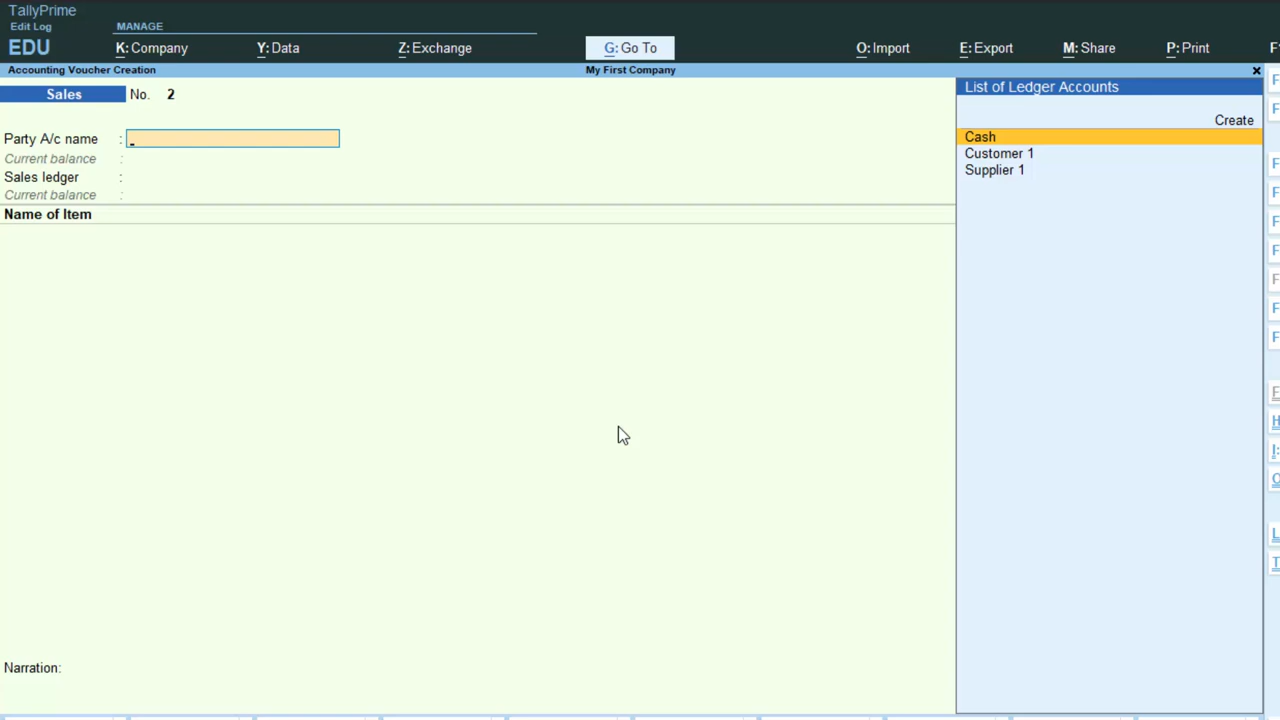 TallyPrime
Edit Log
MANAGE
EDU
K: Company
Y: Data
Z: Exchange
G: Go To
O: Import
E: Export
M: Share
P: Print
Accounting Voucher Creation
My First Company
Sales No. 2
List of Ledger Accounts
Create
Party A/c name :
Cash
Current balance :
Customer 1
Sales ledger :
Supplier 1
Current balance :
Name of Item
Narration: